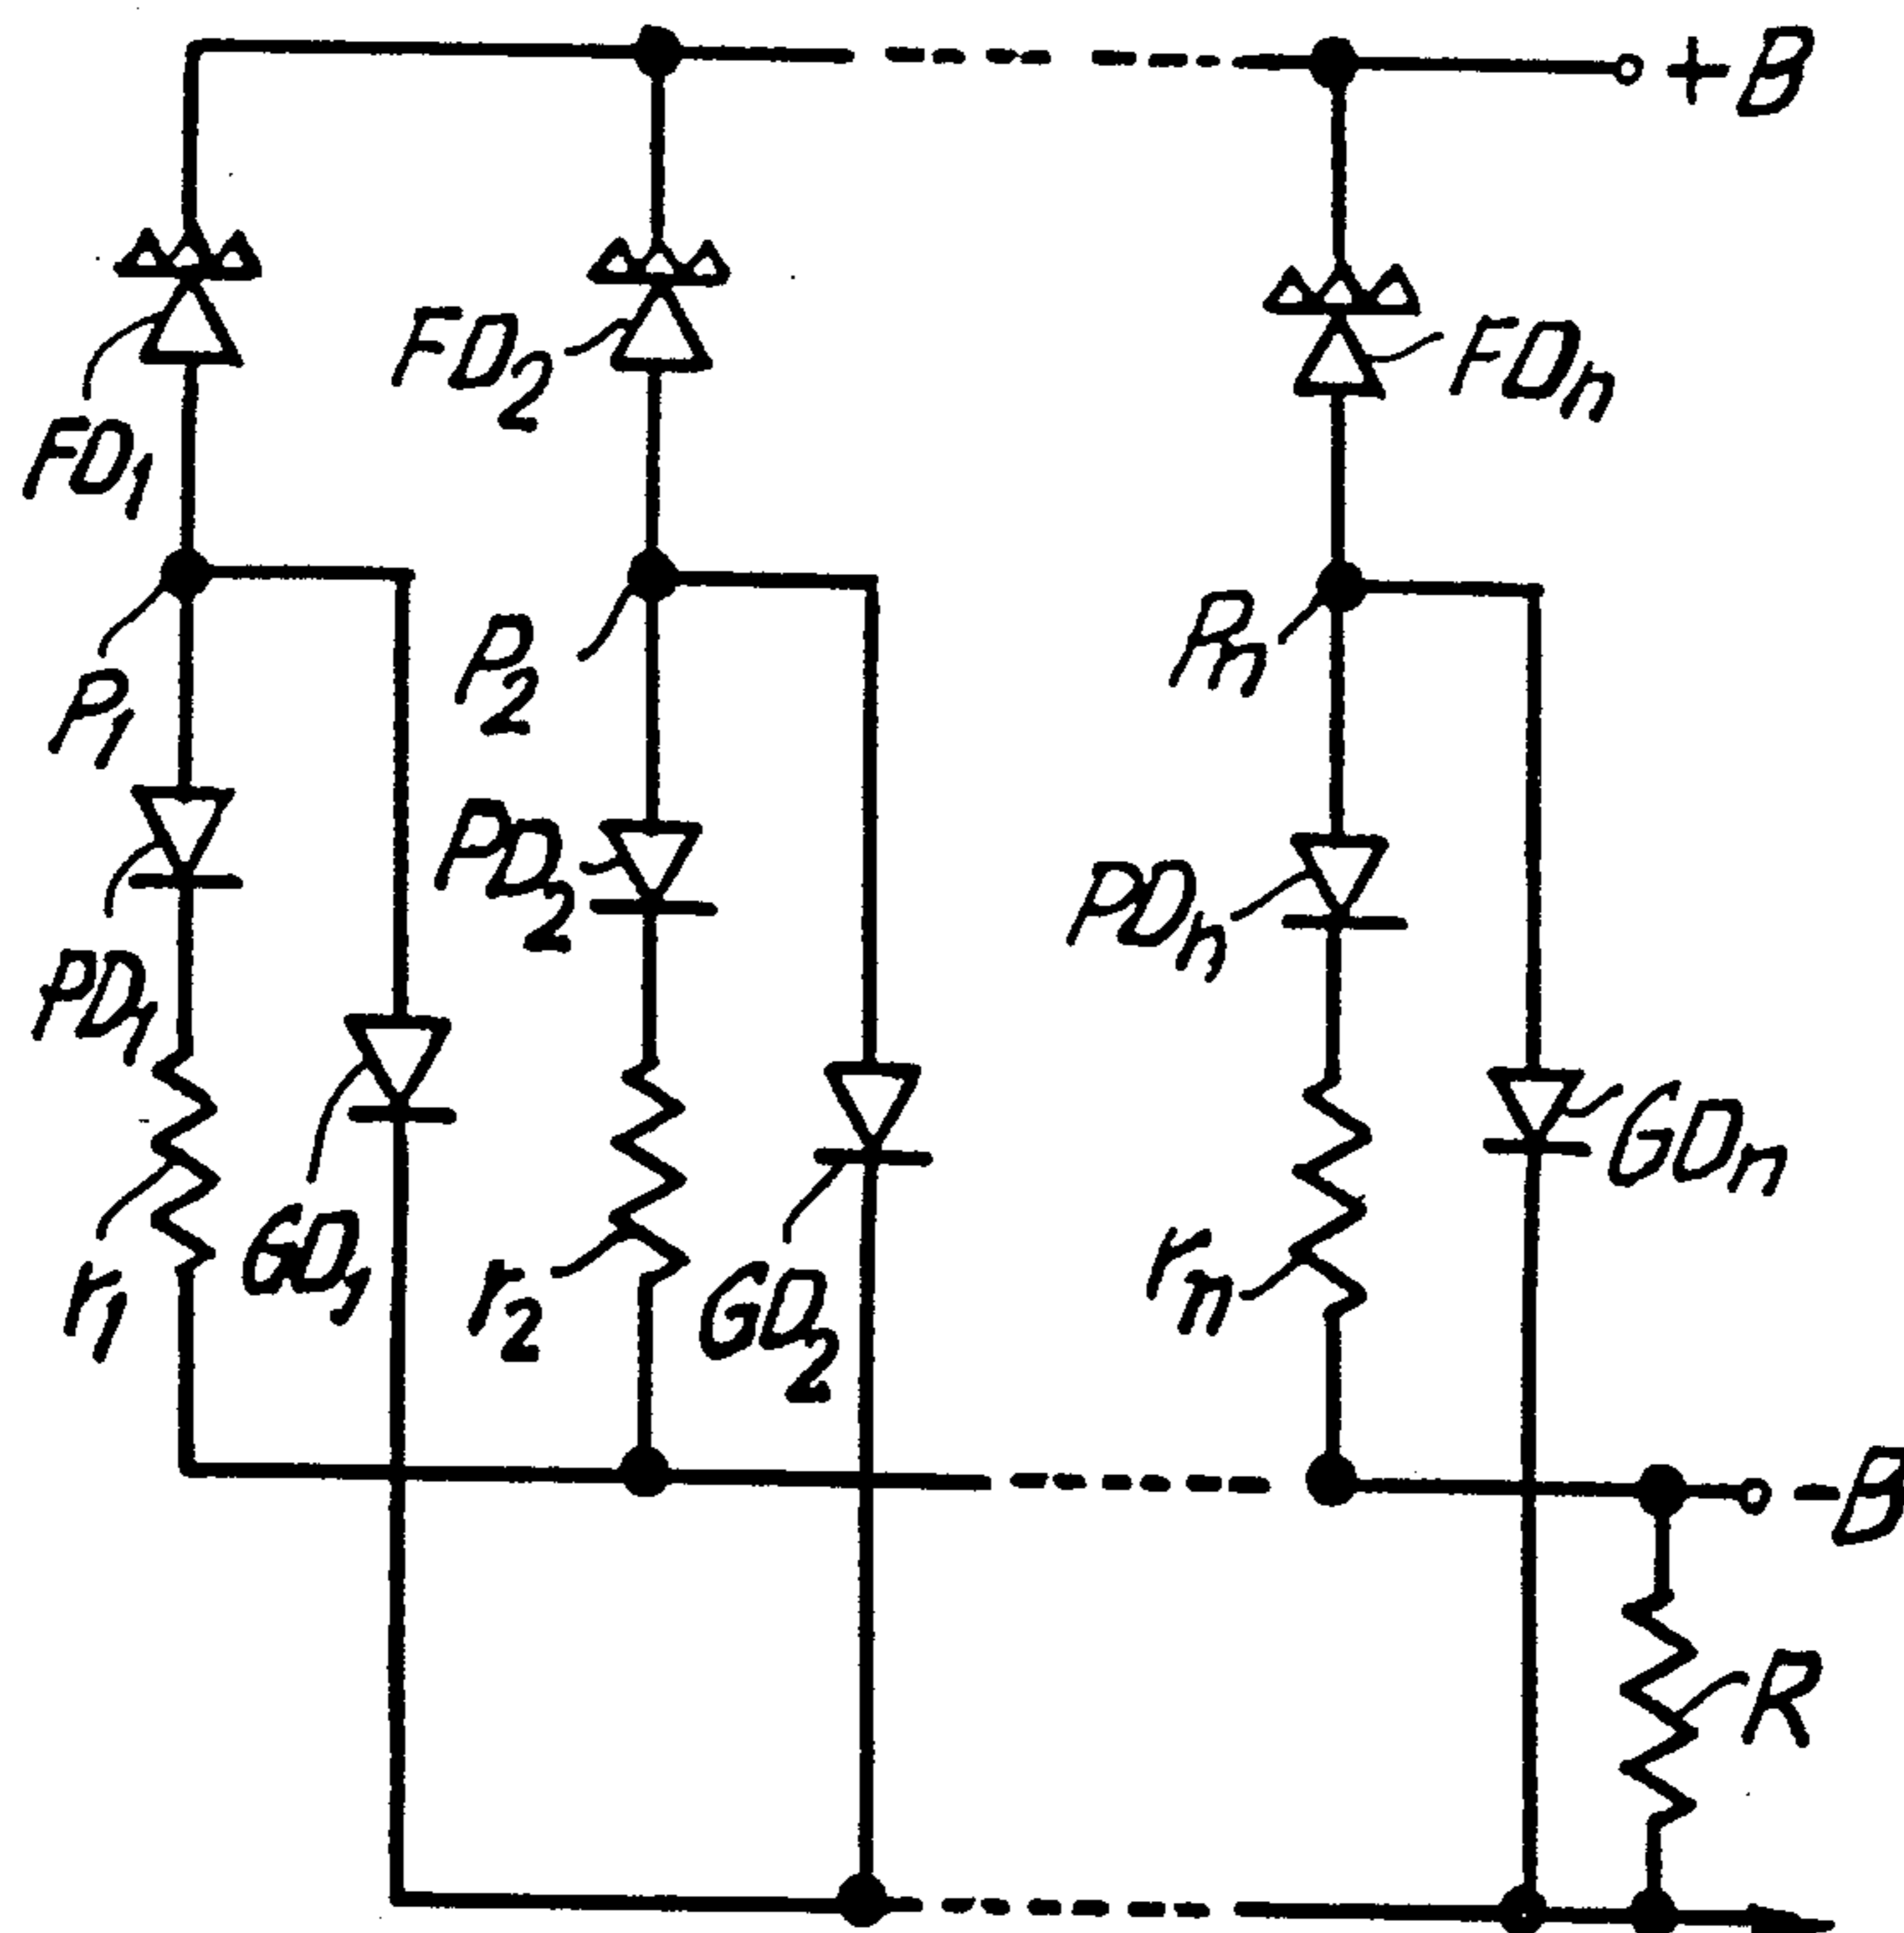 +B
FD1
FD2
FDn
P1
P2
Pn
PD1
PD2
PDn
r1
GD1
r2
GD2
rn
GDn
-B
R